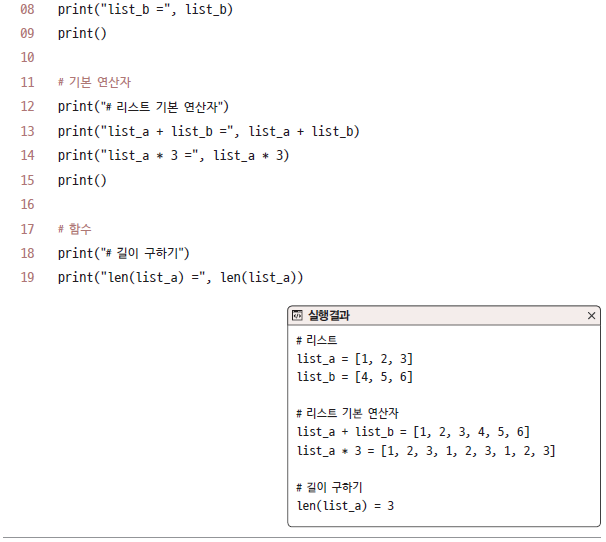 08 print("list_b =", list_b)
09 print()
10
11 # 기본 연산자
12 print("# 리스트 기본 연산자")
13 print("list_a + list_b =", list_a + list_b)
14 print("list_a * 3 =", list_a * 3)
15 print()
16
17 # 함수
18 print("# 길이 구하기")
19 print("len(list_a) =", len(list_a))
실행결과
# 리스트
list_a = [1, 2, 3]
list_b = [4, 5, 6]
# 리스트 기본 연산자
list_a + list_b = [1, 2, 3, 4, 5, 6]
list_a * 3 = [1, 2, 3, 1, 2, 3, 1, 2, 3]
# 길이 구하기
len(list_a) = 3